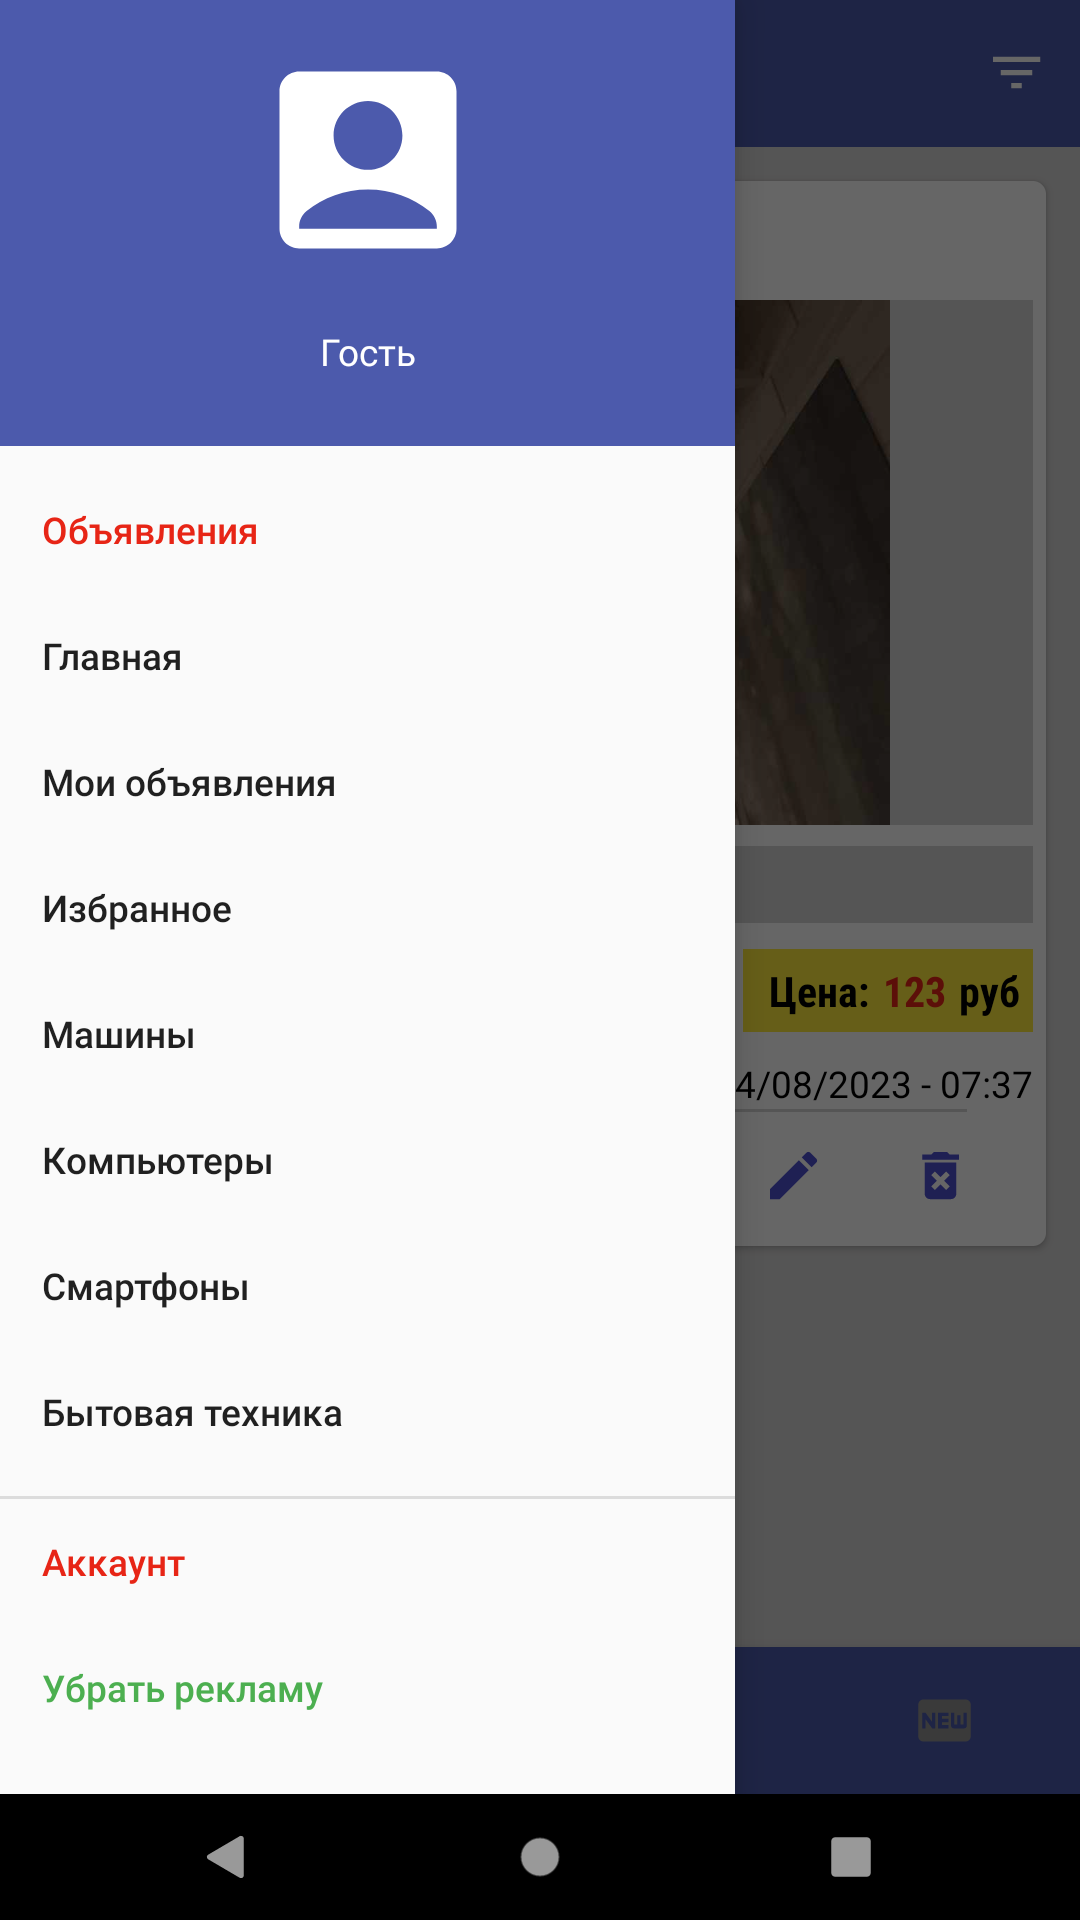 Гость
Объявления
Главная
Мои объявления
Избранное
Машины
Компьютеры
Смартфоны
Бытовая техника
Аккаунт
Убрать рекламу
Цена: 123 руб
4/08/2023 - 07:37
NEW